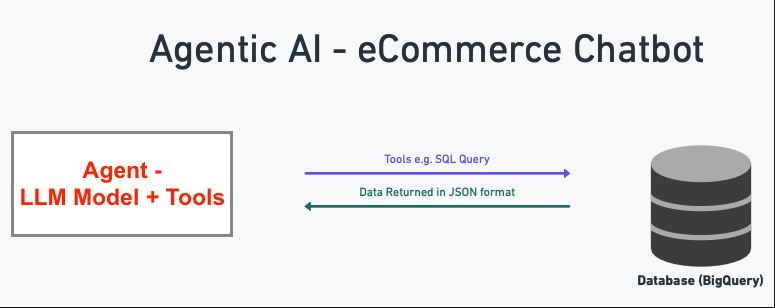 Agentic AI - eCommerce Chatbot
Agent -
LLM Model + Tools
Tools e.g. SQL Query
Data Returned in JSON format
Database (BigQuery)